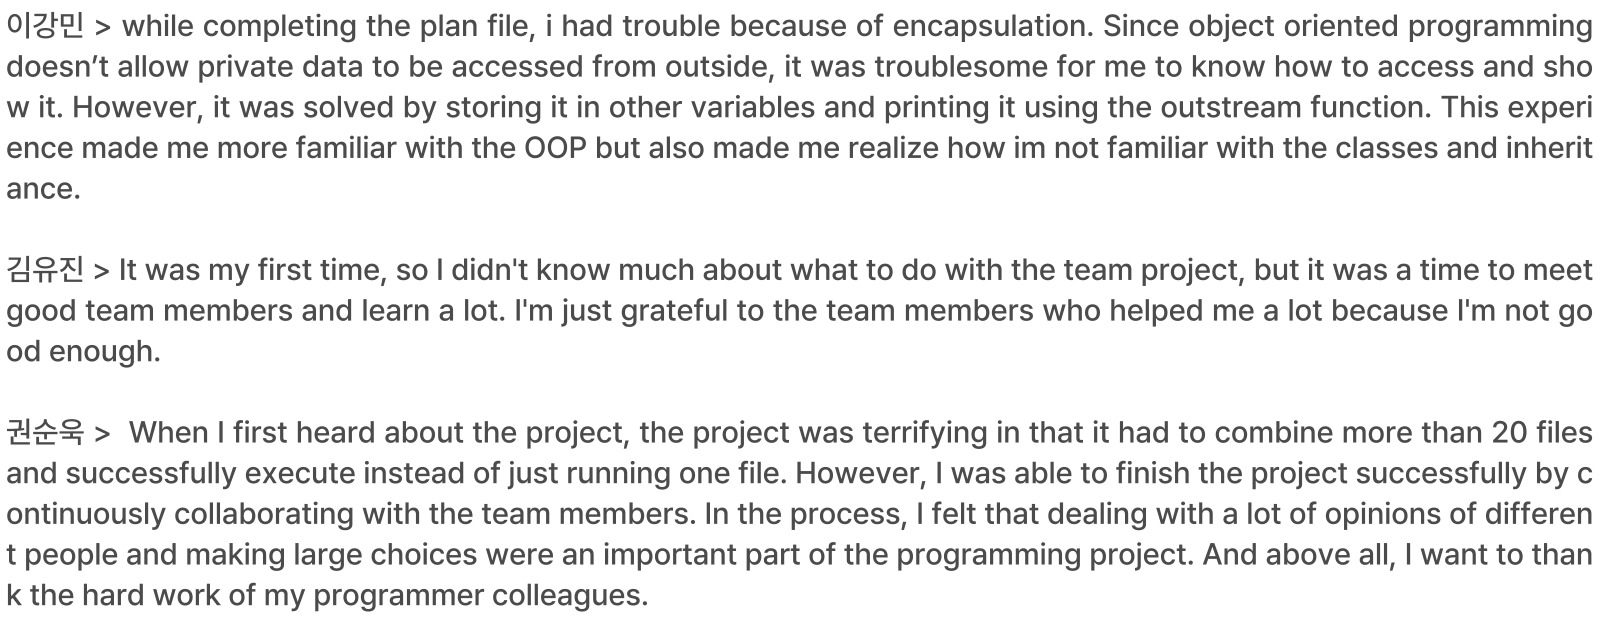 이강민 > while completing the plan file, i had trouble because of encapsulation. Since object oriented programming
doesn’t allow private data to be accessed from outside, it was troublesome for me to know how to access and sho
w it. However, it was solved by storing it in other variables and printing it using the outstream function. This experi
ence made me more familiar with the OOP but also made me realize how im not familiar with the classes and inherit
ance.
김유진 > It was my first time, so I didn't know much about what to do with the team project, but it was a time to meet
good team members and learn a lot. I'm just grateful to the team members who helped me a lot because I'm not go
od enough.
권순욱 >  When I first heard about the project, the project was terrifying in that it had to combine more than 20 files
and successfully execute instead of just running one file. However, I was able to finish the project successfully by c
ontinuously collaborating with the team members. In the process, I felt that dealing with a lot of opinions of differen
t people and making large choices were an important part of the programming project. And above all, I want to than
k the hard work of my programmer colleagues.